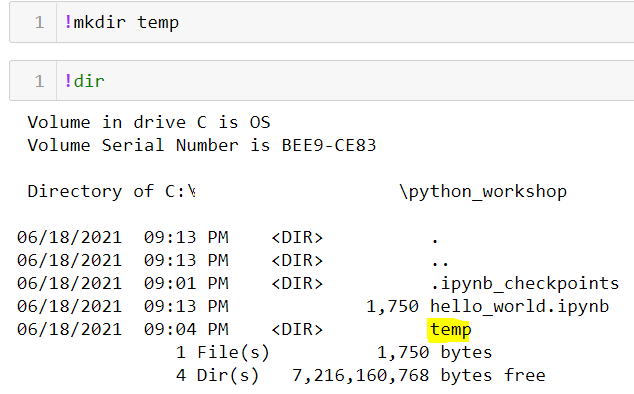 1 !mkdir temp
1 !dir
Volume in drive C is OS
Volume Serial Number is BEE9-CE83
Directory of C:\ \python_workshop
06/18/2021 09:13 PM <DIR> .
06/18/2021 09:13 PM <DIR> ..
06/18/2021 09:01 PM <DIR> .ipynb_checkpoints
06/18/2021 09:13 PM 1,750 hello_world.ipynb
06/18/2021 09:04 PM <DIR> temp
1 File(s) 1,750 bytes
4 Dir(s) 7,216,160,768 bytes free